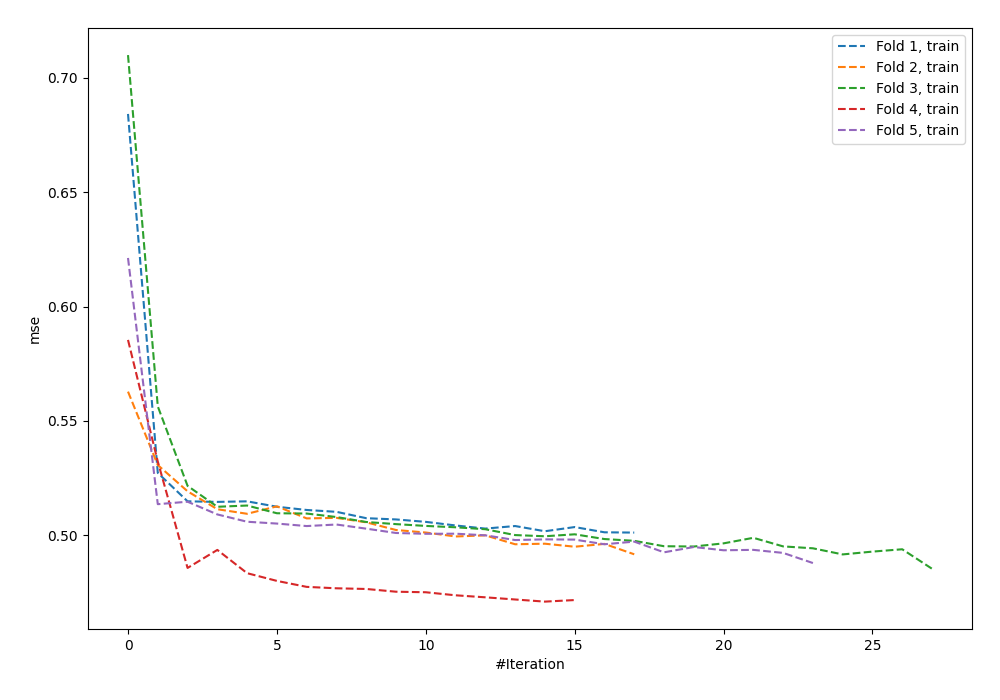 Fold 1, train
Fold 2, train
Fold 3, train
Fold 4, train
Fold 5, train
0.70
0.65
0.60
0.55
0.50
mse
0 5 10 15 20 25
#Iteration